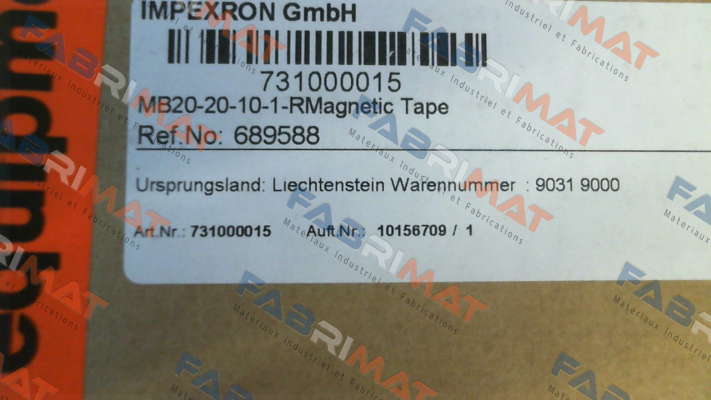 IMPEXRON GmbH
731000015
MB20-20-10-1-RMagnetic Tape
Ref.No: 689588
Ursprungsland: Liechtenstein Warennummer : 9031 9000
Art.Nr.: 731000015 Auft.Nr.: 10156709 / 1
FABRIMAT
Matériaux Industriel et Fabrications